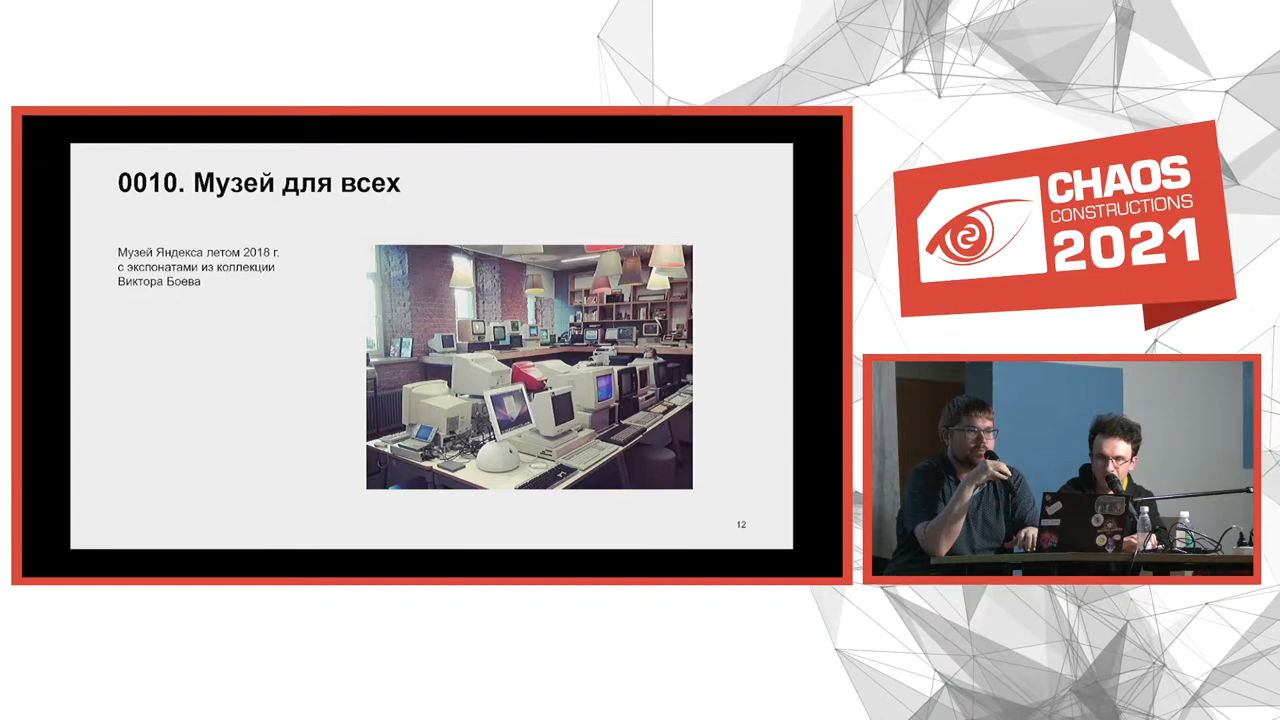 0010. Музей для всех
Музей Яндекса летом 2018 г.
с экспонатами из коллекции
Виктора Боева
12
CHAOS
CONSTRUCTIONS
2021